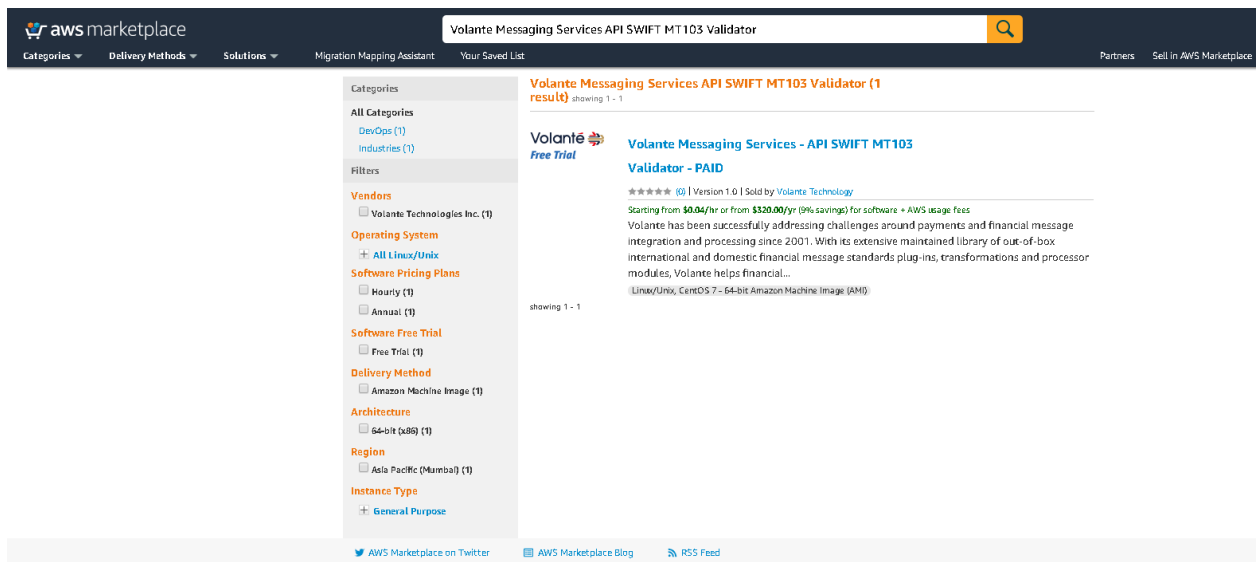 aws marketplace
Volante Messaging Services API SWIFT MT103 Validator
Categories
Delivery Methods
Solutions
Migration Mapping Assistant
Your Saved List
Partners
Sell in AWS Marketplace
Categories
All Categories
DevOps (1)
Industries (1)
Filters
Vendors
Volante Technologies Inc. (1)
Operating System
All Linux/Unix
Software Pricing Plans
Hourly (1)
Annual (1)
Software Free Trial
Free Trial (1)
Delivery Method
Amazon Machine Image (1)
Architecture
64-bit (x86) (1)
Region
Asia Pacific (Mumbai) (1)
Instance Type
General Purpose
Volante Messaging Services API SWIFT MT103 Validator (1
result) showing 1 - 1
Volanté
Free Trial
Volante Messaging Services - API SWIFT MT103
Validator - PAID
(0) | Version 1.0 | Sold by Volante Technology
Starting from $0.04/hr or from $320.00/yr (9% savings) for software + AWS usage fees
Volante has been successfully addressing challenges around payments and financial message
integration and processing since 2001. With its extensive maintained library of out-of-box
international and domestic financial message standards plug-ins, transformations and processor
modules, Volante helps financial...
Linux/Unix, CentOS 7 - 64-bit Amazon Machine Image (AMI)
showing 1 - 1
AWS Marketplace on Twitter
AWS Marketplace Blog
RSS Feed